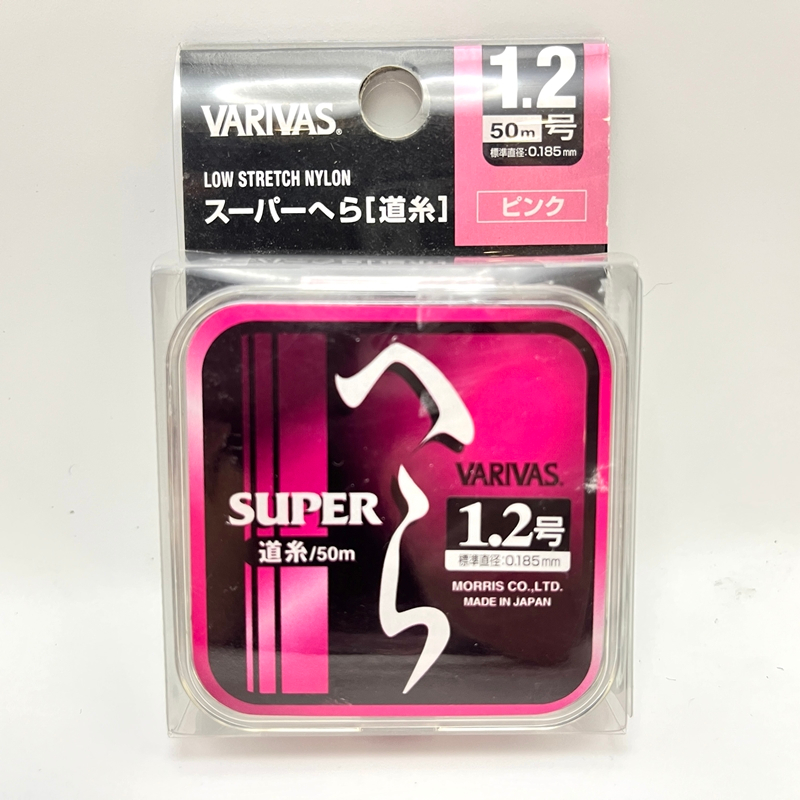 VARIVAS®
LOW STRETCH NYLON
スーパーへら[道糸]
1.2号
50m
標準直径:0.185mm
ピンク
へら
SUPER
道糸/50m
VARIVAS®
1.2号
標準直径:0.185mm
MORRIS CO.,LTD.
MADE IN JAPAN